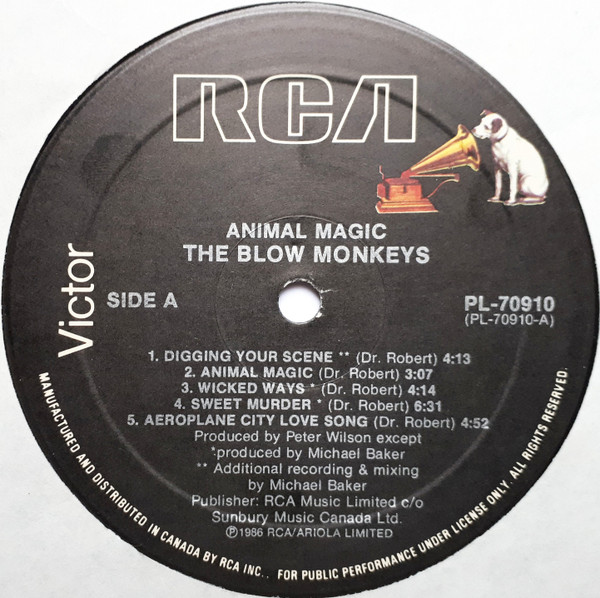 RCA
Victor
ANIMAL MAGIC
THE BLOW MONKEYS
SIDE A
PL-70910
(PL-70910-A)
1. DIGGING YOUR SCENE ** (Dr. Robert) 4:13
2. ANIMAL MAGIC (Dr. Robert) 3:07
3. WICKED WAYS * (Dr. Robert) 4:14
4. SWEET MURDER * (Dr. Robert) 6:31
5. AEROPLANE CITY LOVE SONG (Dr. Robert) 4:52
Produced by Peter Wilson except
*produced by Michael Baker
** Additional recording & mixing
by Michael Baker
Publisher: RCA Music Limited c/o
Sunbury Music Canada Ltd.
℗1986 RCA/ARIOLA LIMITED
MANUFACTURED AND DISTRIBUTED IN CANADA BY RCA INC., FOR PUBLIC PERFORMANCE UNDER LICENSE ONLY. ALL RIGHTS RESERVED.